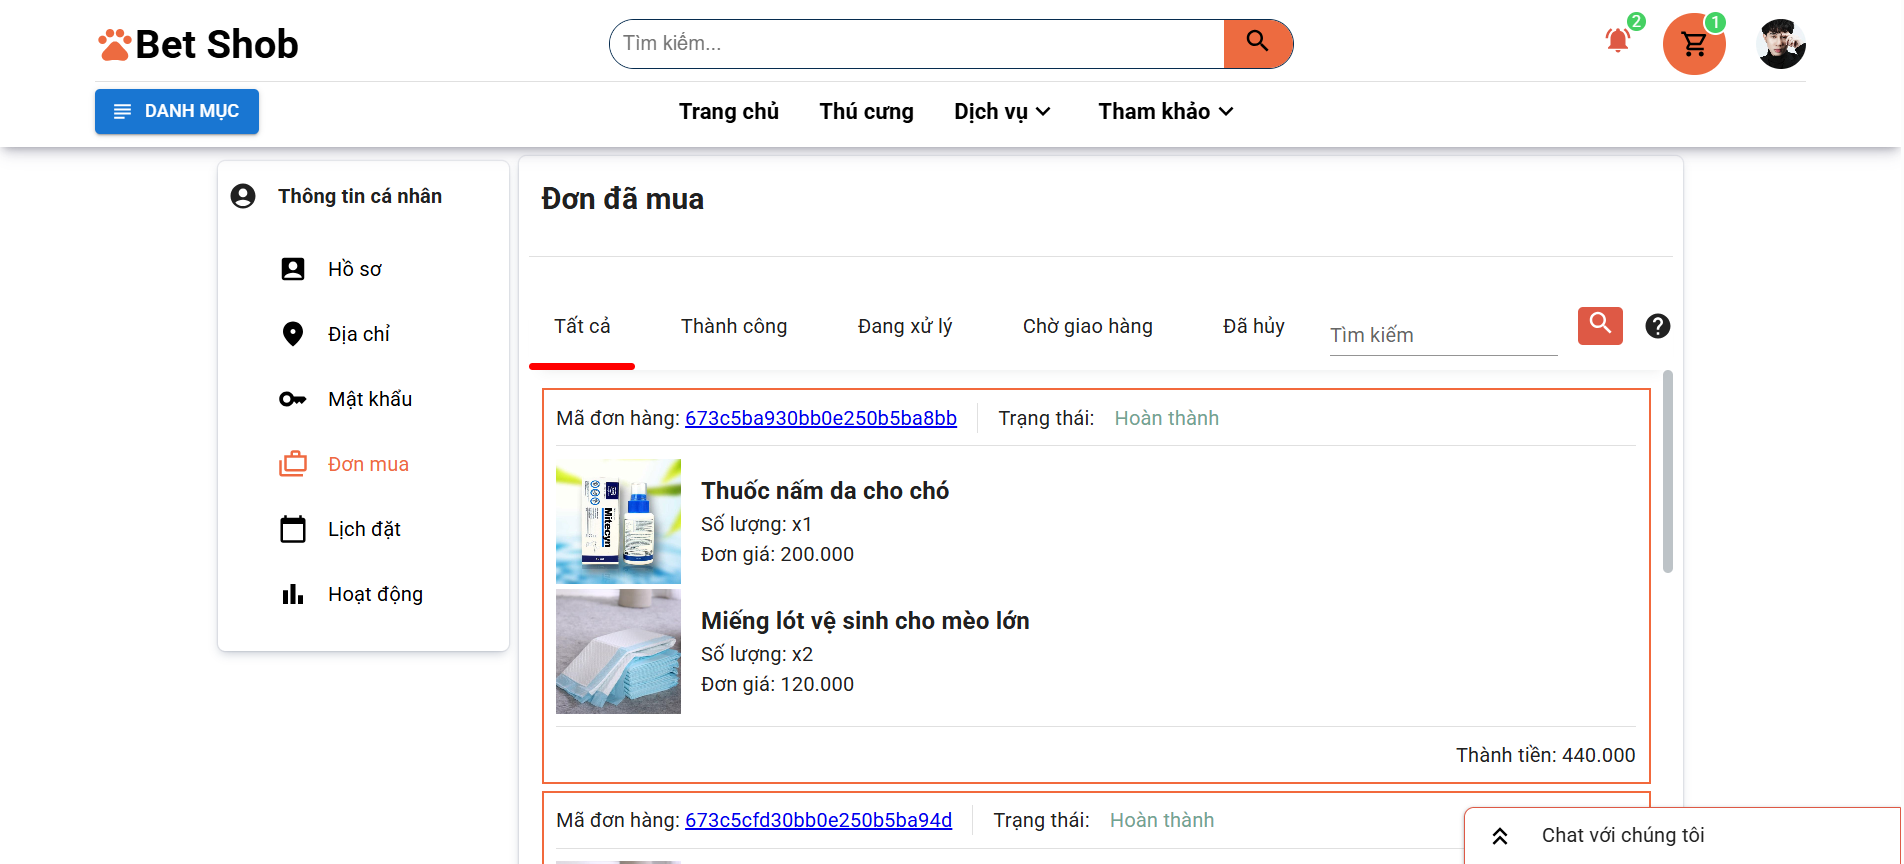 Bet Shob
Tìm kiếm...
2
1
DANH MỤC
Trang chủ
Thú cưng
Dịch vụ
Tham khảo
Thông tin cá nhân
Hồ sơ
Địa chỉ
Mật khẩu
Đơn mua
Lịch đặt
Hoạt động
Đơn đã mua
Tất cả
Thành công
Đang xử lý
Chờ giao hàng
Đã hủy
Tìm kiếm
Mã đơn hàng: 673c5ba930bb0e250b5ba8bb
Trạng thái: Hoàn thành
Mitecyn
Thuốc nấm da cho chó
Số lượng: x1
Đơn giá: 200.000
Miếng lót vệ sinh cho mèo lớn
Số lượng: x2
Đơn giá: 120.000
Thành tiền: 440.000
Mã đơn hàng: 673c5cfd30bb0e250b5ba94d
Trạng thái: Hoàn thành
Chat với chúng tôi